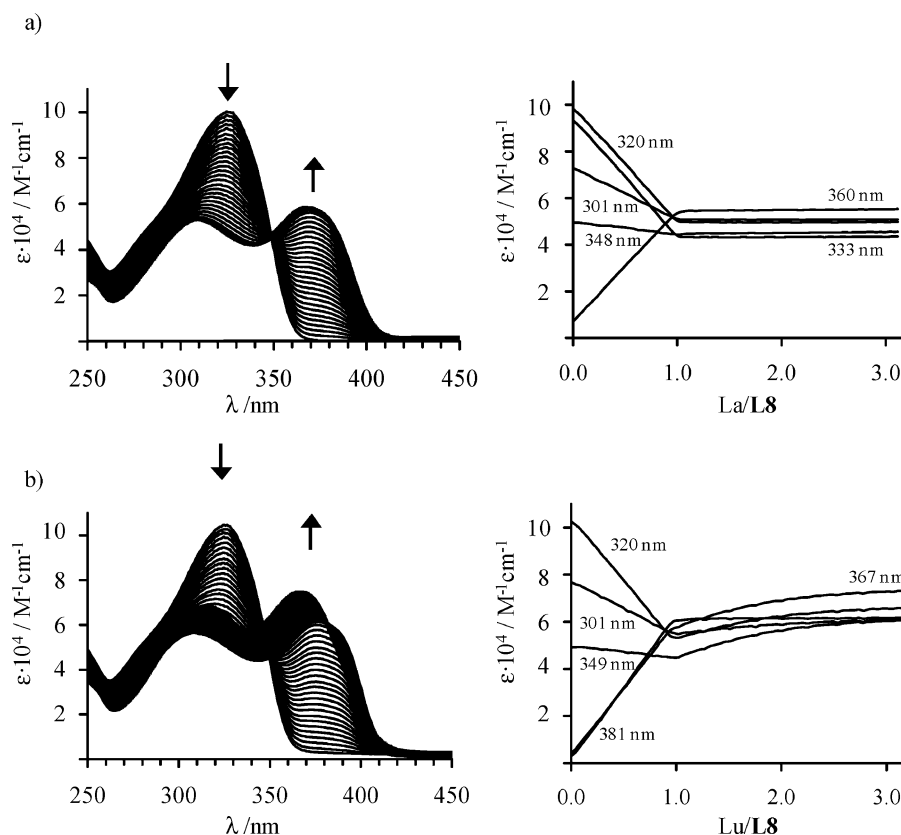 a)
ε·10⁴ / M⁻¹cm⁻¹
10
8
6
4
2
250 300 350 400 450
λ /nm
ε·10⁴ / M⁻¹cm⁻¹
10
8
6
4
2
320 nm
301 nm
348 nm
360 nm
333 nm
0.0 1.0 2.0 3.0
La/L8
b)
ε·10⁴ / M⁻¹cm⁻¹
10
8
6
4
2
250 300 350 400 450
λ /nm
ε·10⁴ / M⁻¹cm⁻¹
10
8
6
4
2
320 nm
301 nm
349 nm
381 nm
367 nm
0.0 1.0 2.0 3.0
Lu/L8